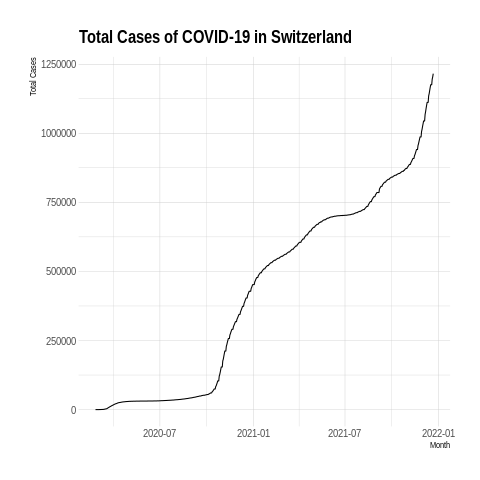 Total Cases of COVID-19 in Switzerland
Total Cases
1250000
1000000
750000
500000
250000
0
2020-07 2021-01 2021-07 2022-01
Month